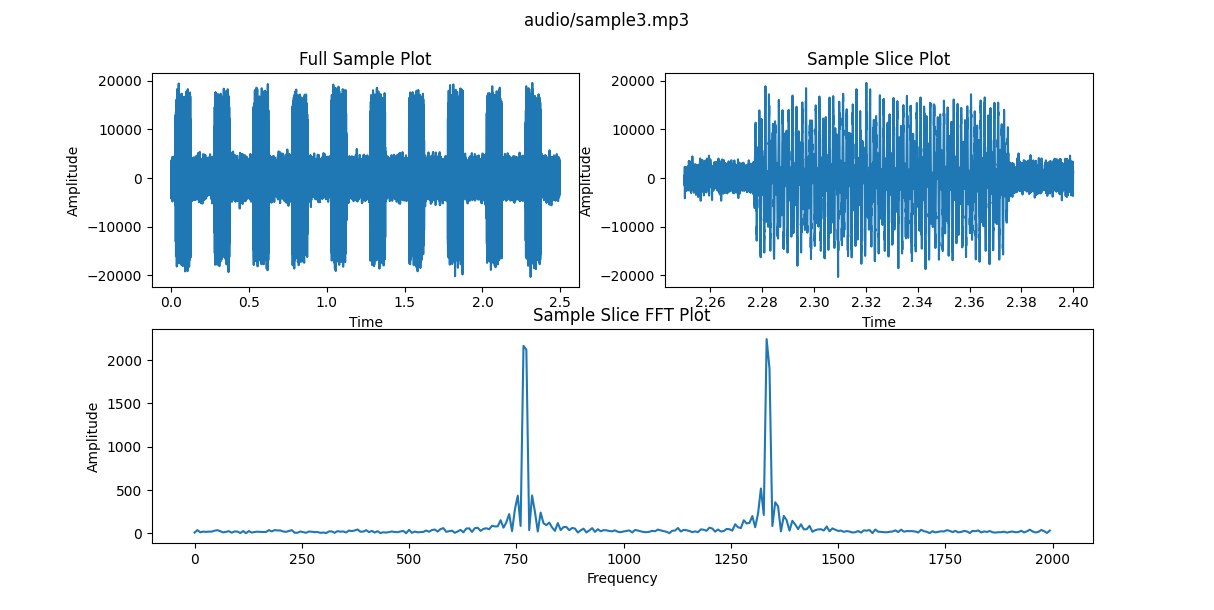 audio/sample3.mp3
Full Sample Plot
Amplitude
20000
10000
0
−10000
−20000
0.0 0.5 1.0 1.5 2.0 2.5
Time
Sample Slice Plot
Amplitude
20000
10000
0
−10000
−20000
2.26 2.28 2.30 2.32 2.34 2.36 2.38 2.40
Time
Sample Slice FFT Plot
Amplitude
2000
1500
1000
500
0
0 250 500 750 1000 1250 1500 1750 2000
Frequency